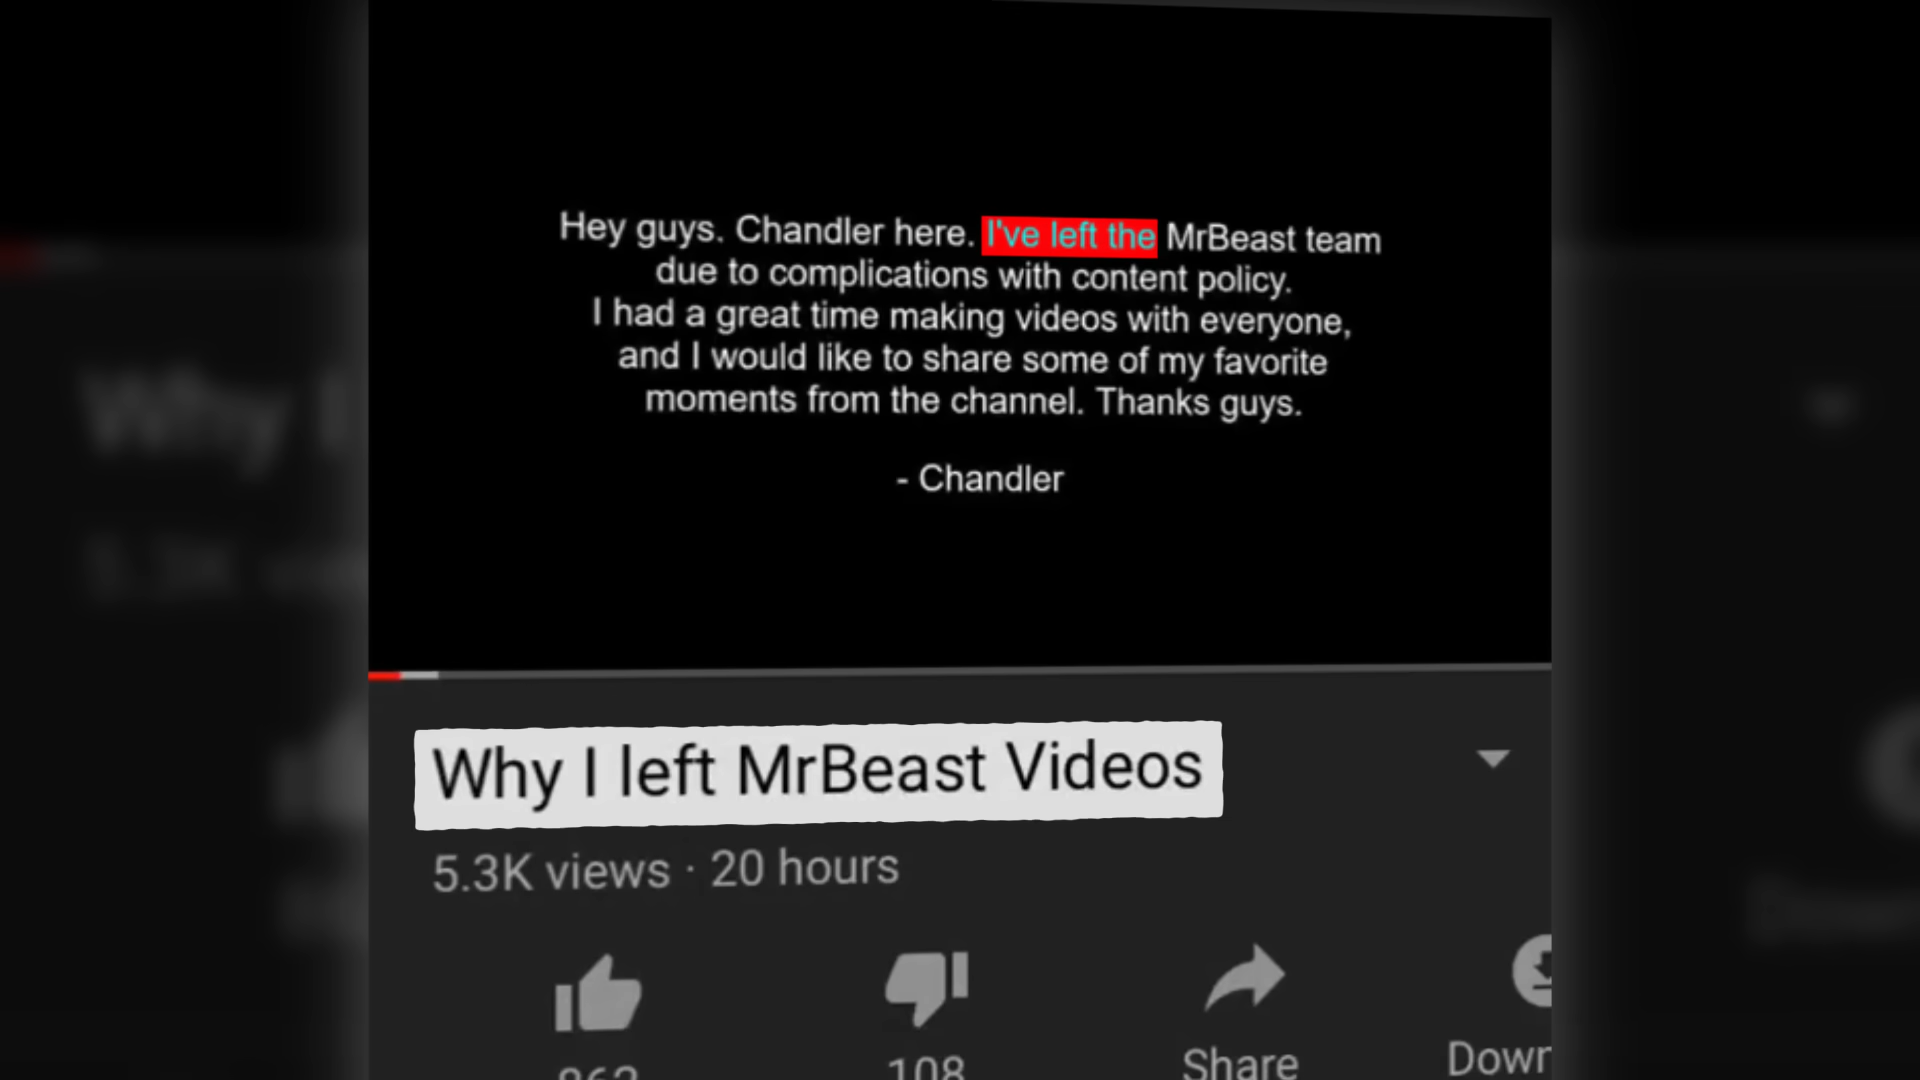 Hey guys. Chandler here. I've left the MrBeast team
due to complications with content policy.
I had a great time making videos with everyone,
and I would like to share some of my favorite
moments from the channel. Thanks guys.
- Chandler
Why I left MrBeast Videos
5.3K views · 20 hours
108
Share